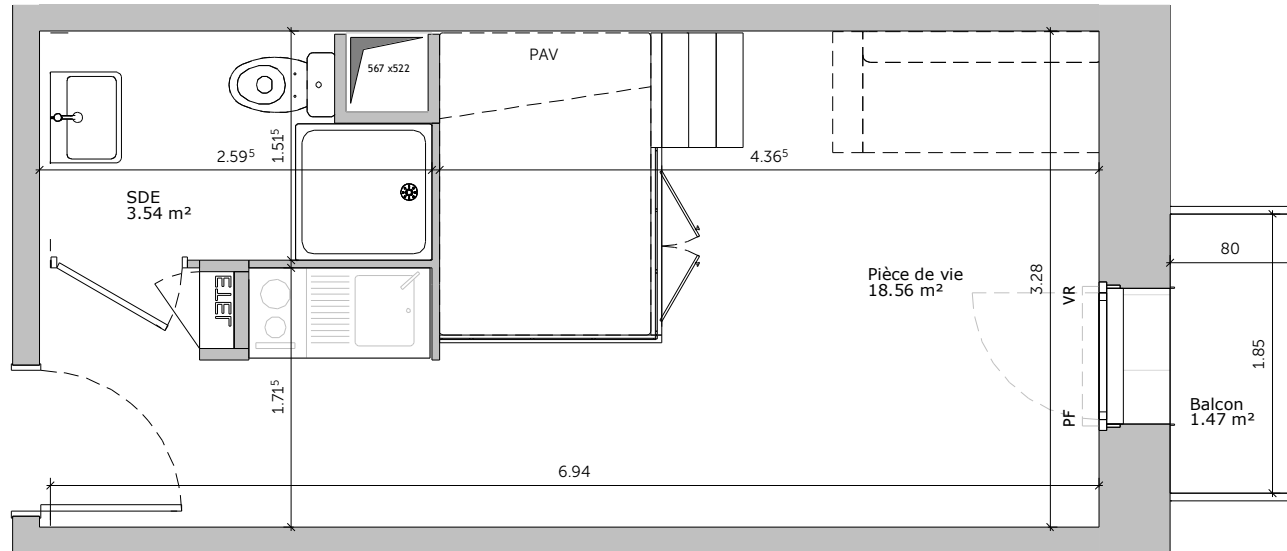 PAV
567 x522
2.59⁵
1.51⁵
4.36⁵
SDE
3.54 m²
80
Pièce de vie
18.56 m²
3.28
VR
ETEL
1.85
1.71⁵
PF
Balcon
1.47 m²
6.94